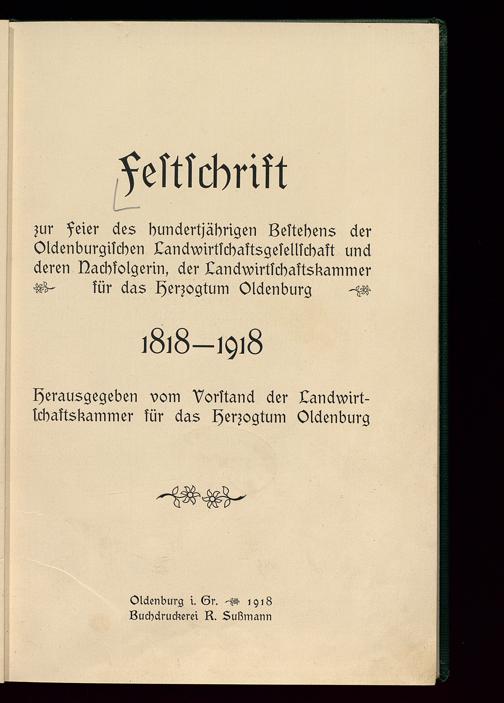 Festschrift
zur Feier des hundertjährigen Bestehens der
Oldenburgischen Landwirtschaftsgesellschaft und
deren Nachfolgerin, der Landwirtschaftskammer
für das Herzogtum Oldenburg
1818—1918
Herausgegeben vom Vorstand der Landwirt-
schaftskammer für das Herzogtum Oldenburg
Oldenburg i. Gr. 1918
Buchdruckerei R. Sußmann